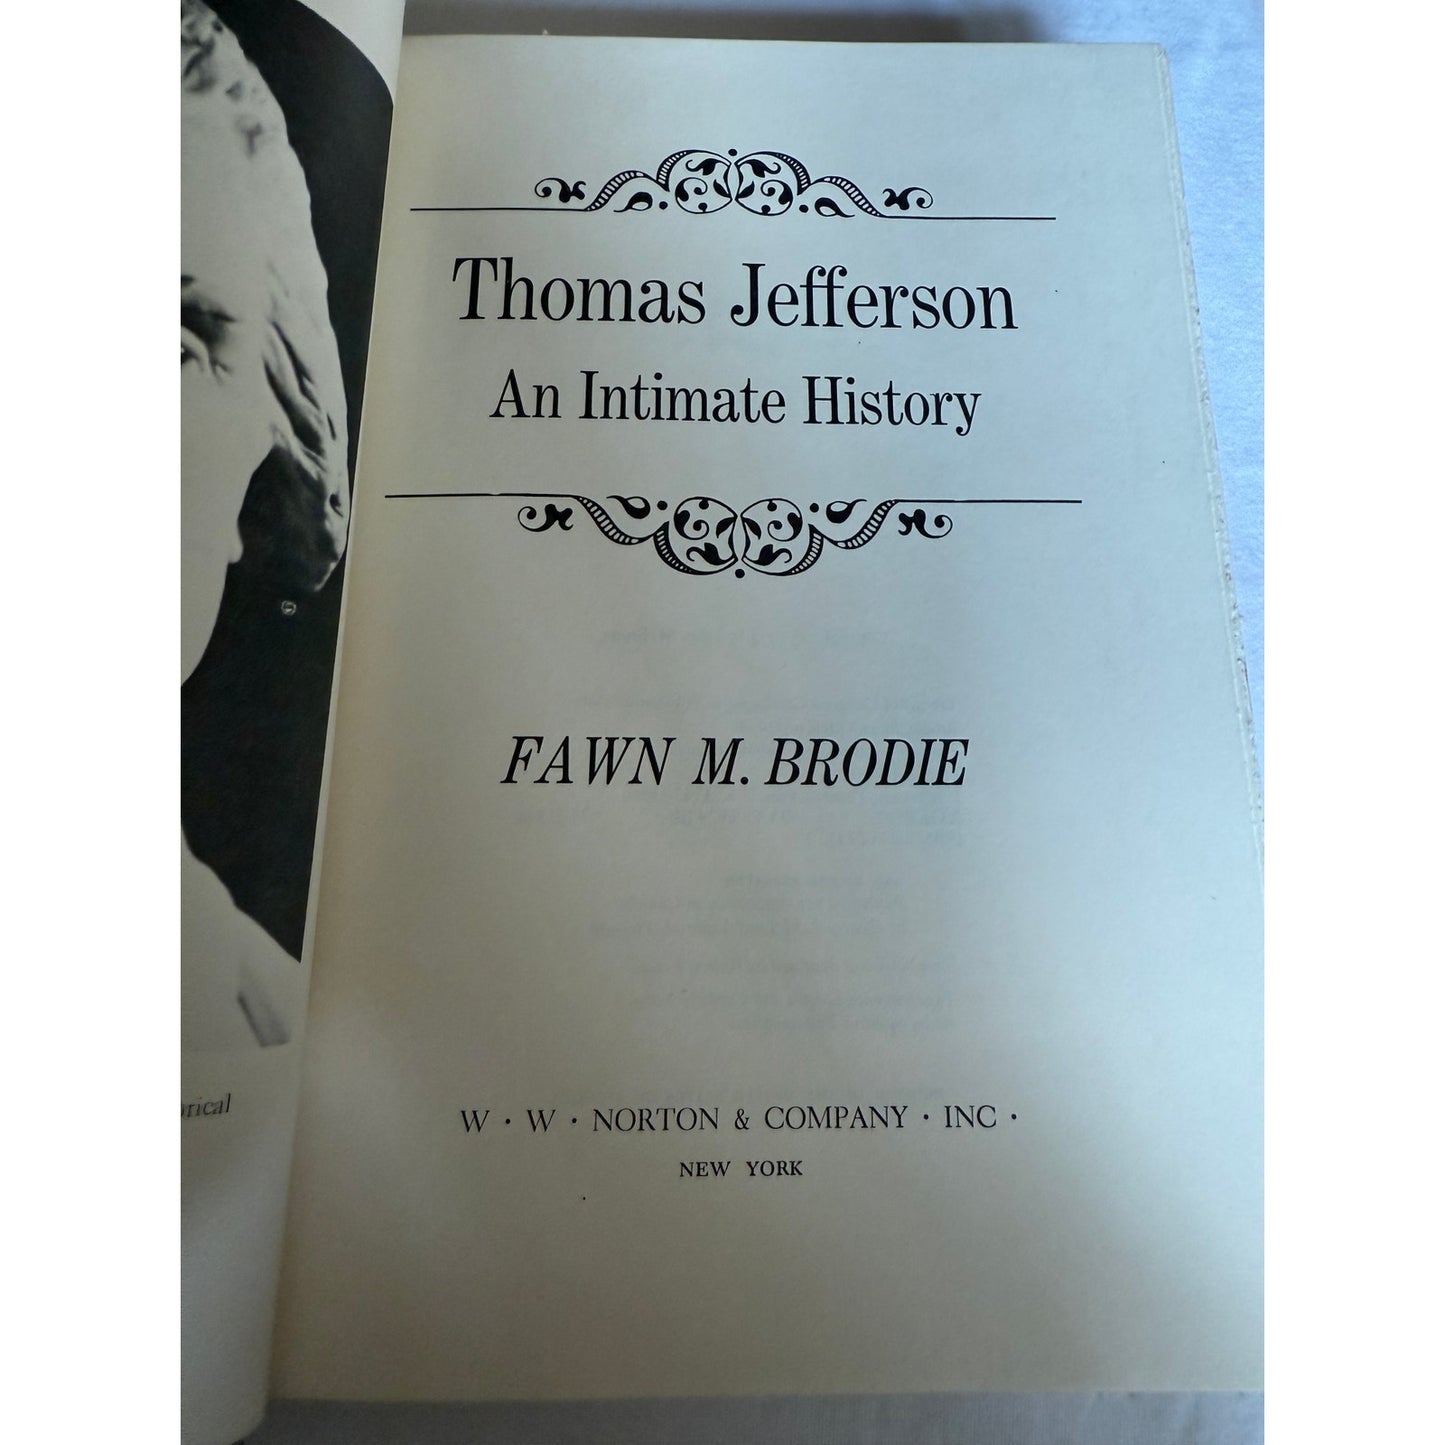 Thomas Jefferson
An Intimate History
FAWN M. BRODIE
W · W · NORTON & COMPANY · INC ·
NEW YORK